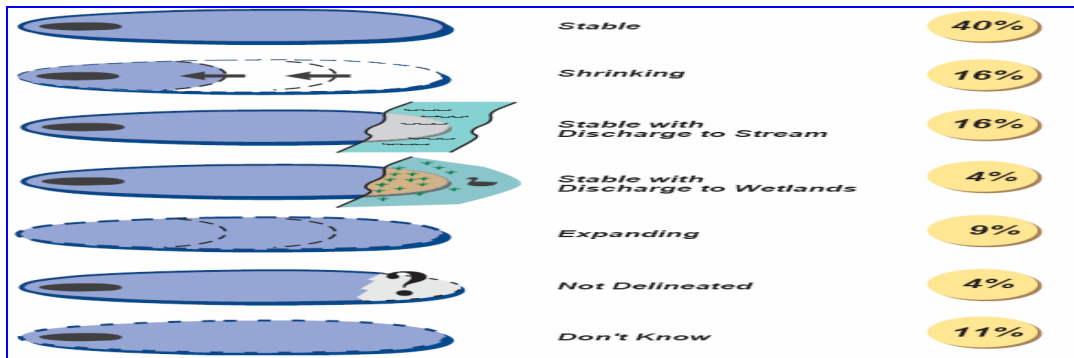 Stable 40%
Shrinking 16%
Stable with
Discharge to Stream 16%
Stable with
Discharge to Wetlands 4%
Expanding 9%
?
Not Delineated 4%
Don't Know 11%